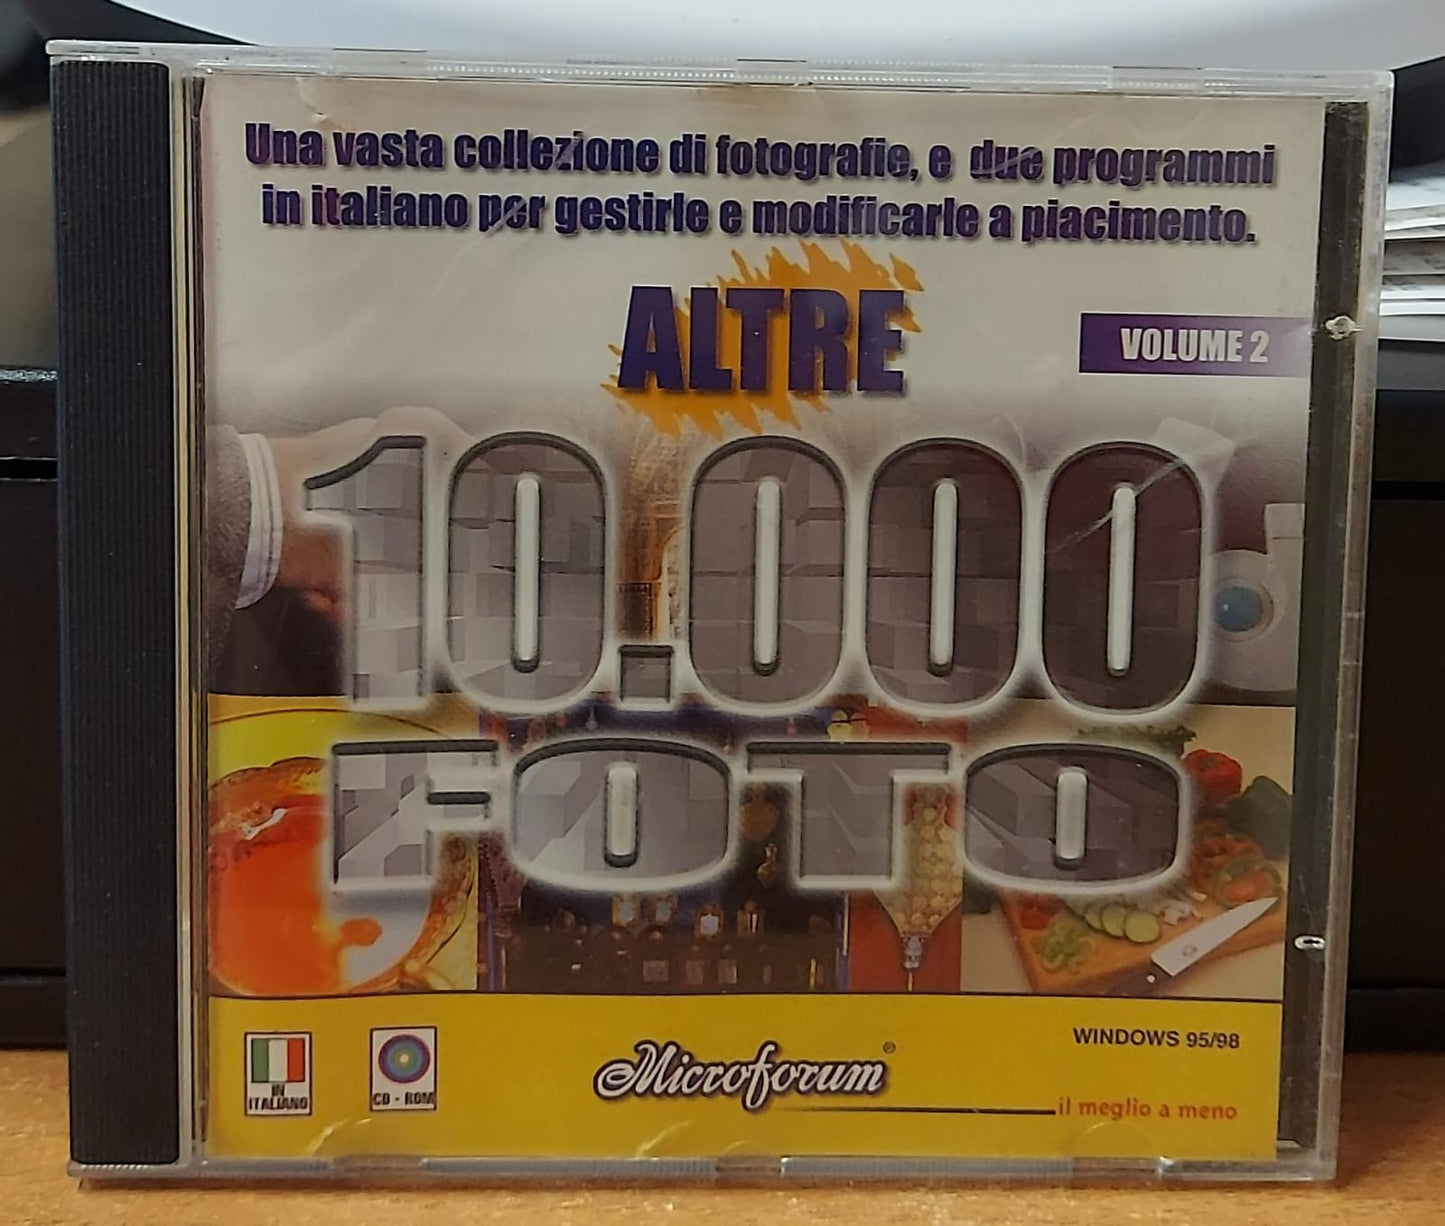 Una vasta collezione di fotografie, e due programmi
in italiano per gestirle e modificarle a piacimento.
ALTRE
VOLUME 2
10.000
FOTO
WINDOWS 95/98
IN
ITALIANO
CD - ROM
Microforum®
il meglio a meno